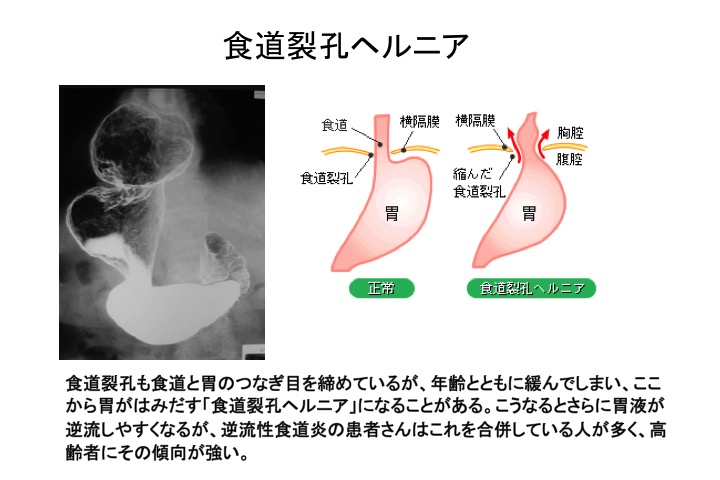 食道裂孔ヘルニア
食道
横隔膜
食道裂孔
胃
正常
横隔膜
胸腔
腹腔
縮んだ
食道裂孔
胃
食道裂孔ヘルニア
食道裂孔も食道と胃のつなぎ目を締めているが、年齢とともに緩んでしまい、ここ
から胃がはみだす「食道裂孔ヘルニア」になることがある。こうなるとさらに胃液が
逆流しやすくなるが、逆流性食道炎の患者さんはこれを合併している人が多く、高
齢者にその傾向が強い。